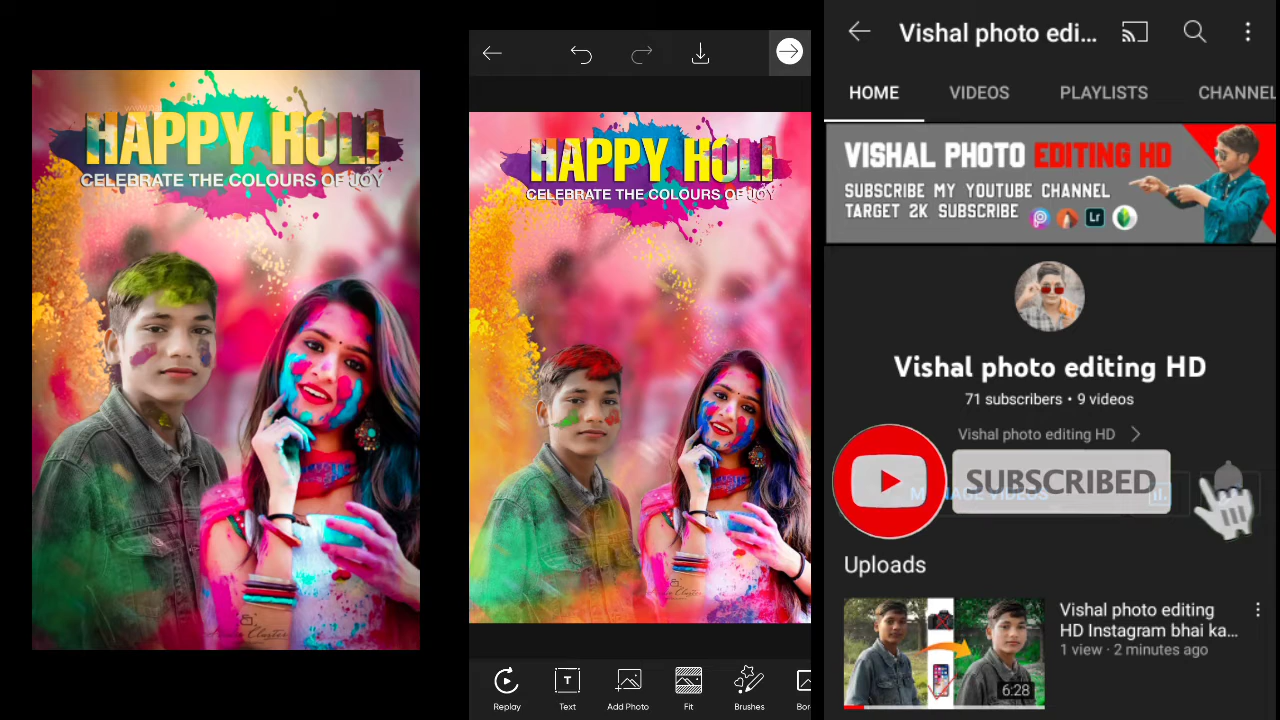 HAPPY HOLI
CELEBRATE THE COLOURS OF JOY
HAPPY HOLI
CELEBRATE THE COLOURS OF JOY
Replay
T
Text
Add Photo
Fit
Brushes
Bor
Vishal photo edi...
HOME
VIDEOS
PLAYLISTS
CHANNEL
VISHAL PHOTO EDITING HD
SUBSCRIBE MY YOUTUBE CHANNEL
TARGET 2K SUBSCRIBE
Lr
Vishal photo editing HD
71 subscribers • 9 videos
Vishal photo editing HD
SUBSCRIBED
Uploads
Vishal photo editing
HD Instagram bhai ka...
1 view · 2 minutes ago
6:28